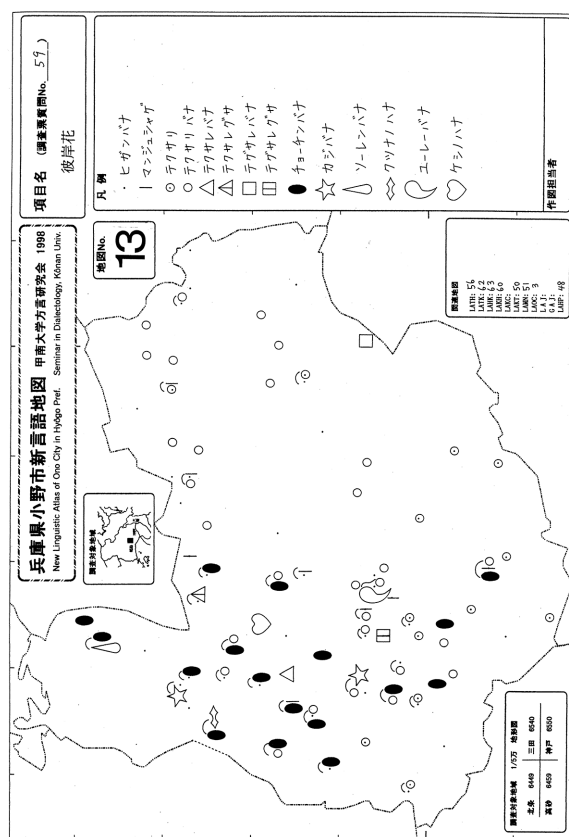 兵庫県小野市新言語地図 甲南大学方言研究会 1998
New Linguistic Atlas of Ono City in Hyōgo Pref. Seminar in Dialectology, Kōnan Univ.
地図No.
13
項目名 (調査票質問No. 59)
彼岸花
凡例
ヒガンバナ
マンジュシャゲ
テクサリ
テクサリバナ
テクサレバナ
テクサレグサ
テグサレバナ
テグサレグサ
チョーチンバナ
カジバナ
ソーレンバナ
クツナノハナ
ユーレーバナ
ケシノハナ
作図担当者
調査対象地域
関連地図
LATH: 56
LATK: 62
LAHK: 63
LAKH: 60
LAKC:
LAKT: 50
LAMN: 51
LAOC: 3
LAJ:
GAJ:
LAHP: 48
調査対象地域 1/5万 地形図
北条 6449 三田 6540
高砂 6459 神戸 6550